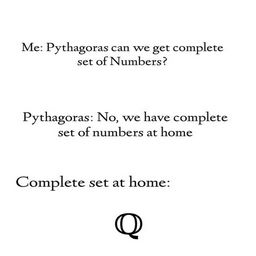 Me: Pythagoras can we get complete
set of Numbers?
Pythagoras: No, we have complete
set of numbers at home
Complete set at home:
ℚ